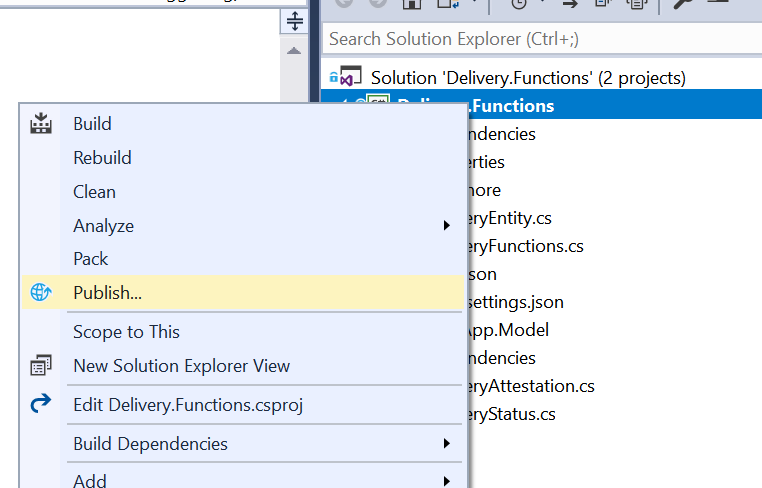 Search Solution Explorer (Ctrl+;)
Solution 'Delivery.Functions' (2 projects)
.Functions
Build
Rebuild
Clean
Analyze
Pack
Publish...
Scope to This
New Solution Explorer View
Edit Delivery.Functions.csproj
Build Dependencies
Add
ndencies
erties
nore
eryEntity.cs
eryFunctions.cs
son
settings.json
App.Model
ndencies
eryAttestation.cs
eryStatus.cs